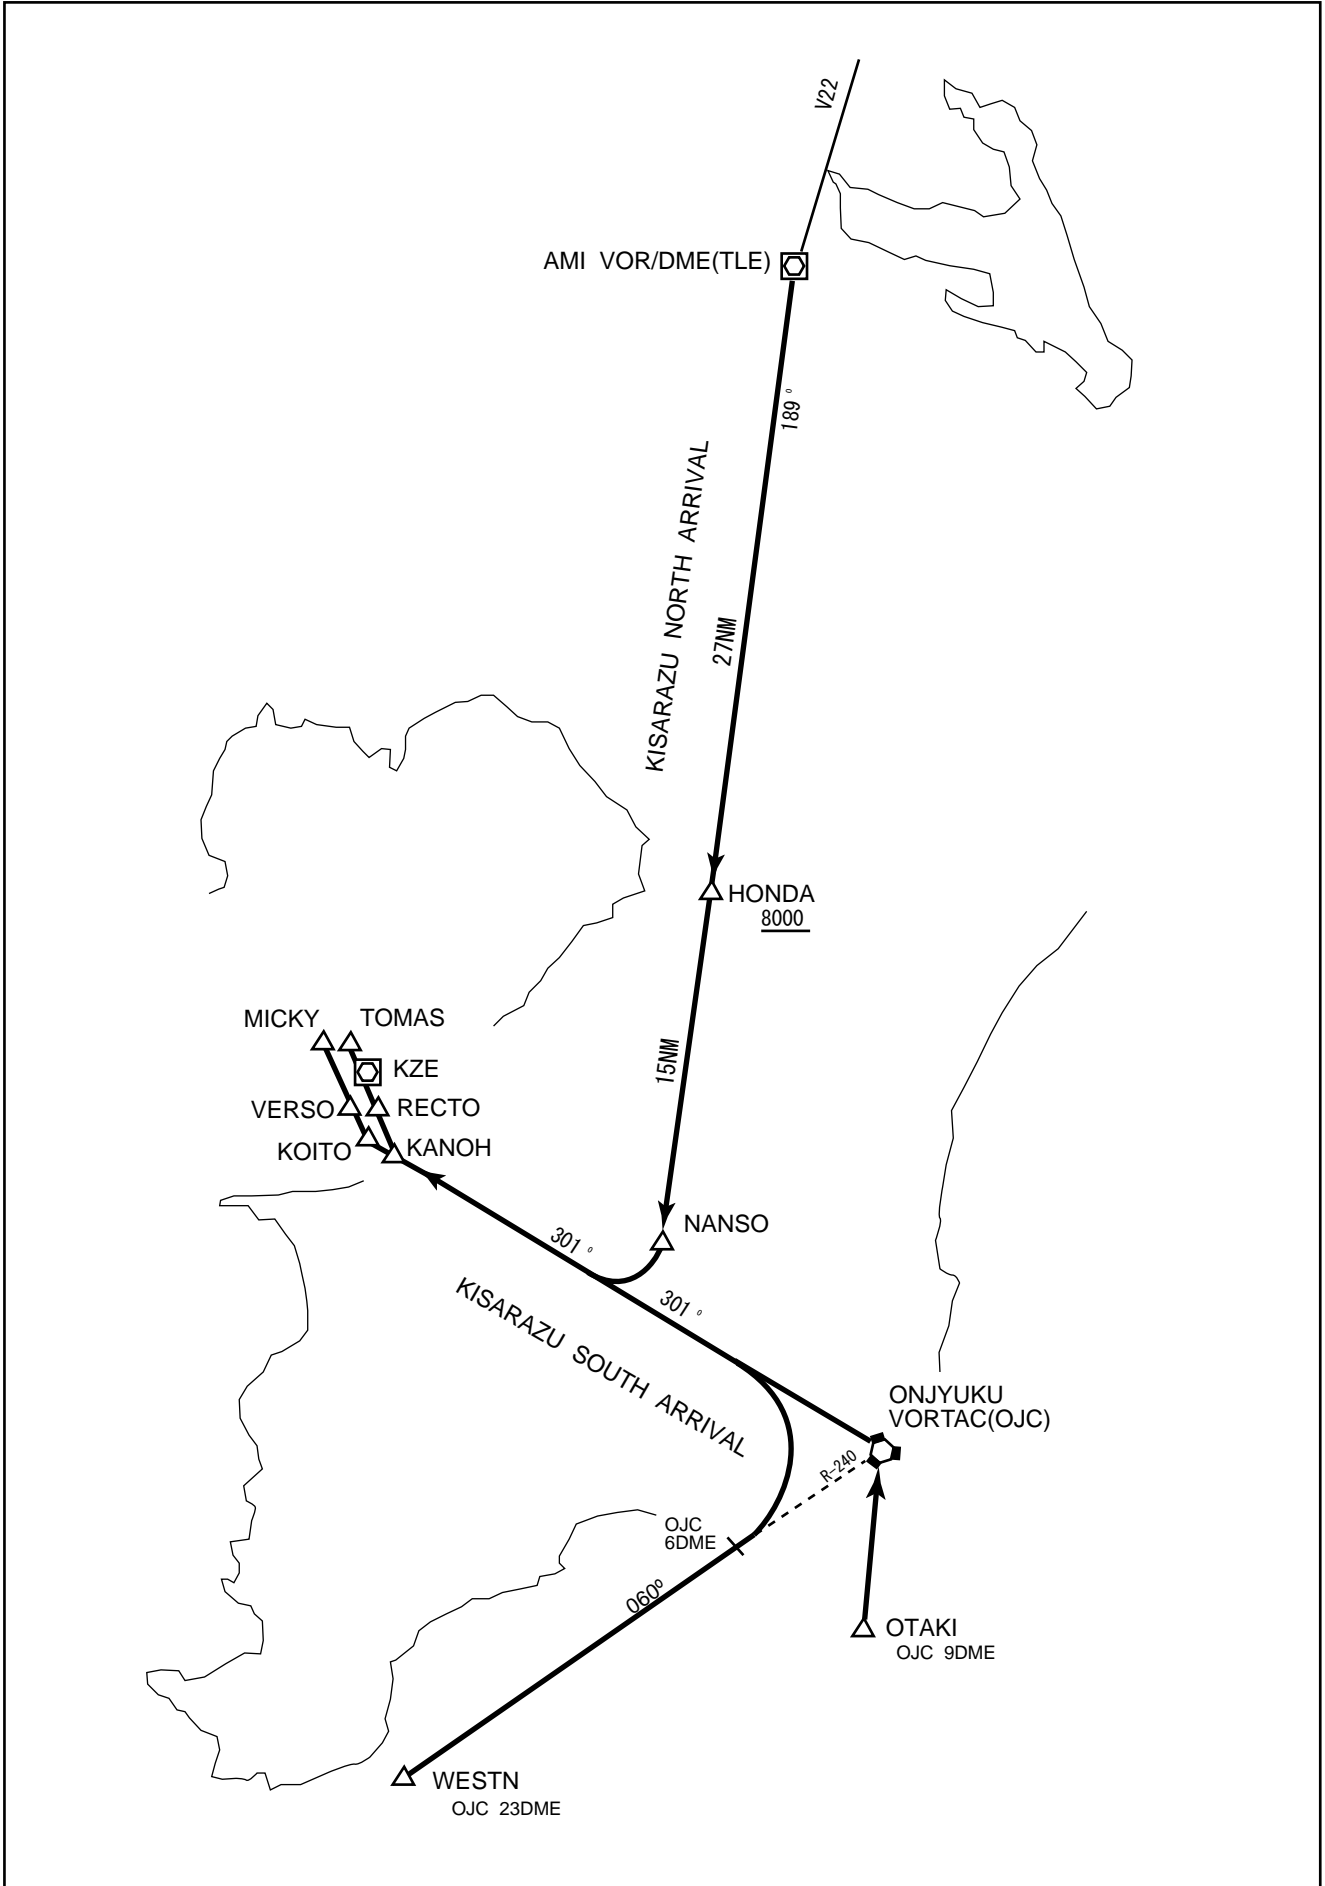 V22
AMI VOR/DME(TLE)
189°
KISARAZU NORTH ARRIVAL
27NM
HONDA
8000
MICKY
TOMAS
KZE
15NM
VERSO
RECTO
KOITO
KANOH
NANSO
301°
301°
KISARAZU SOUTH ARRIVAL
ONJYUKU
VORTAC(OJC)
R-240
OJC
6DME
060°
OTAKI
OJC 9DME
WESTN
OJC 23DME